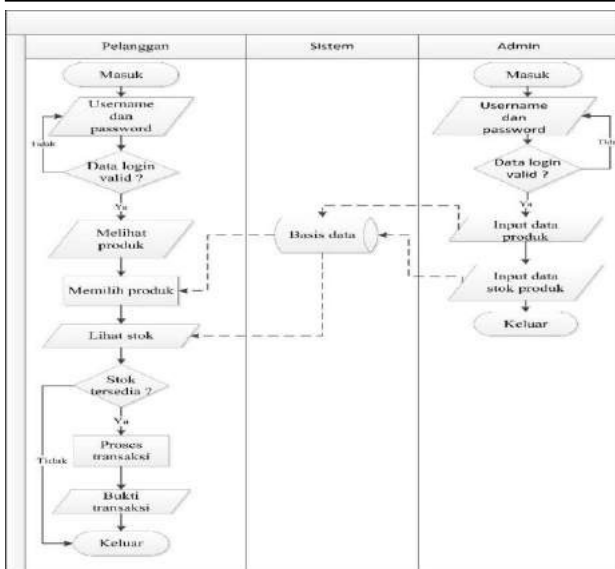 Pelanggan
Sistem
Admin
Masuk
Username
dan
password
Tidak
Data login
valid ?
Ya
Melihat
produk
Memilih produk
Lihat stok
Stok
tersedia ?
Ya
Tidak
Proses
transaksi
Bukti
transaksi
Keluar
Basis data
Masuk
Username
dan
password
Data login
valid ?
Ya
Input data
produk
Input data
stok produk
Keluar